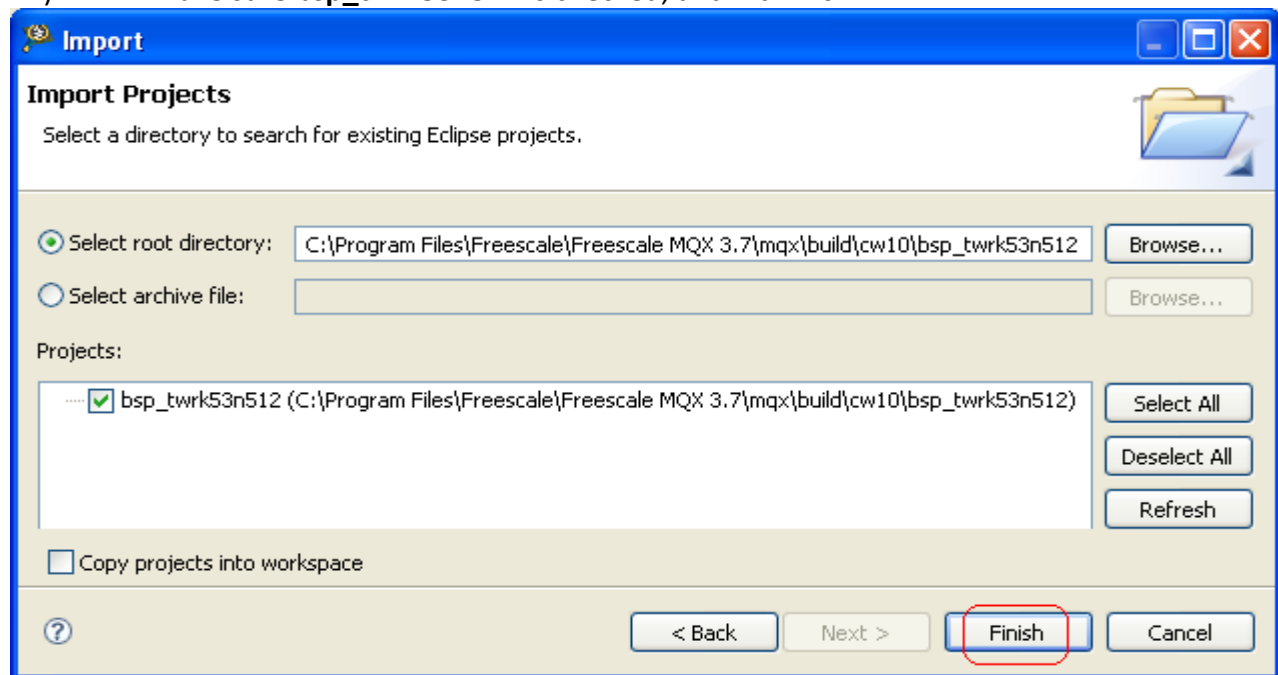 Import
Import Projects
Select a directory to search for existing Eclipse projects.
Select root directory: C:\Program Files\Freescale\Freescale MQX 3.7\mqx\build\cw10\bsp_twrk53n512 Browse...
Select archive file: Browse...
Projects:
bsp_twrk53n512 (C:\Program Files\Freescale\Freescale MQX 3.7\mqx\build\cw10\bsp_twrk53n512) Select All
Deselect All
Refresh
Copy projects into workspace
? < Back Next > Finish Cancel